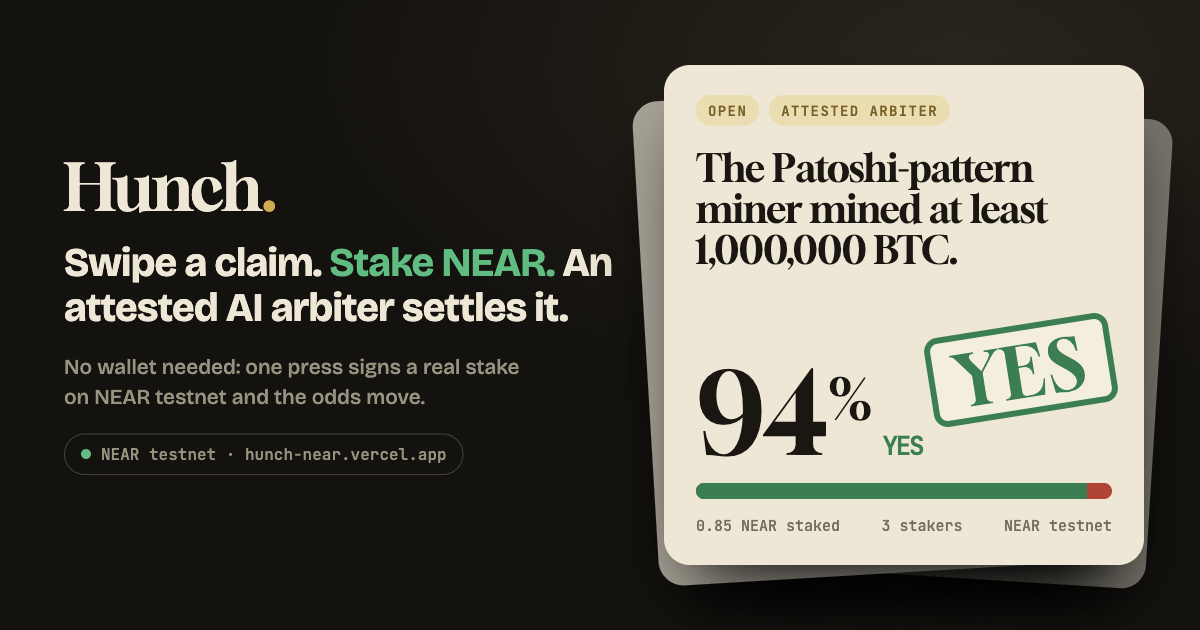 Hunch.
Swipe a claim. Stake NEAR. An
attested AI arbiter settles it.
No wallet needed: one press signs a real stake
on NEAR testnet and the odds move.
NEAR testnet · hunch-near.vercel.app
OPEN
ATTESTED ARBITER
The Patoshi-pattern
miner mined at least
1,000,000 BTC.
YES
94% YES
0.85 NEAR staked
3 stakers
NEAR testnet